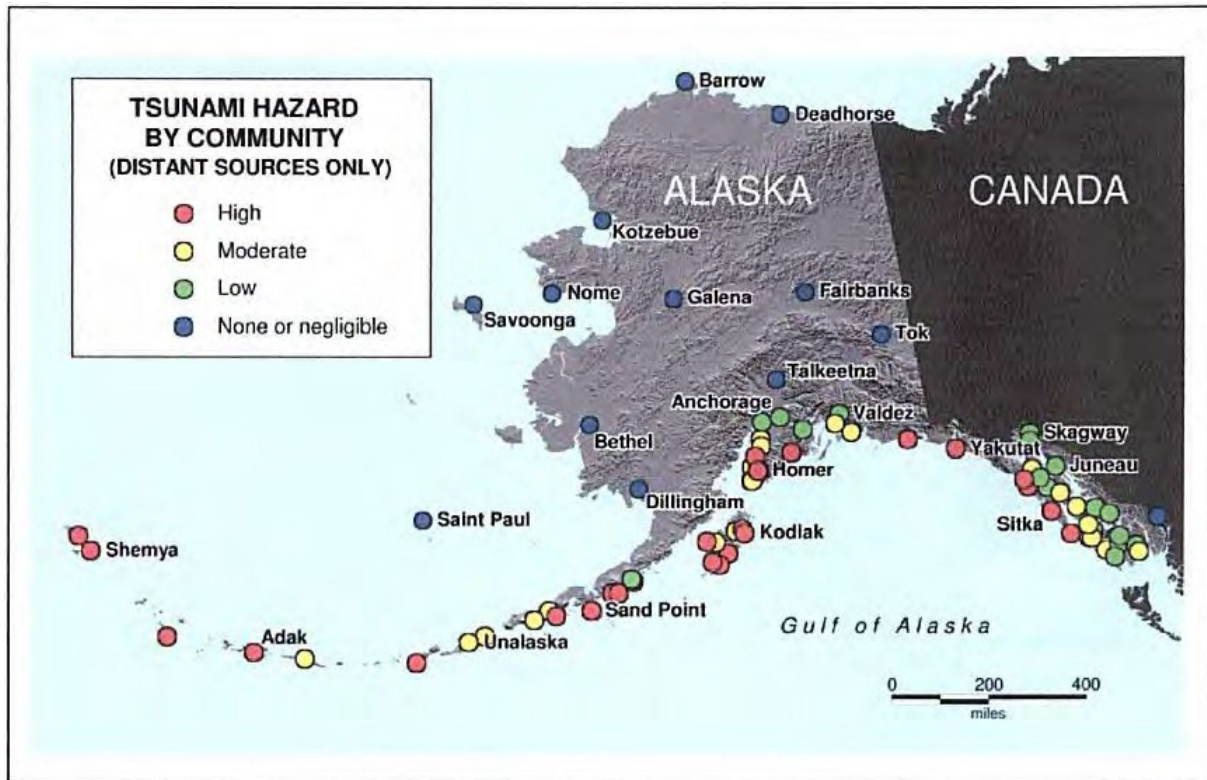 TSUNAMI HAZARD
BY COMMUNITY
(DISTANT SOURCES ONLY)
High
Moderate
Low
None or negligible
Barrow
Deadhorse
ALASKA
CANADA
Kotzebue
Nome
Galena
Fairbanks
Savoonga
Tok
Talkeetna
Anchorage
Valdez
Bethel
Skagway
Yakutat
Juneau
Homer
Dillingham
Saint Paul
Sitka
Kodiak
Shemya
Sand Point
Adak
Unalaska
Gulf of Alaska
0 200 400
miles